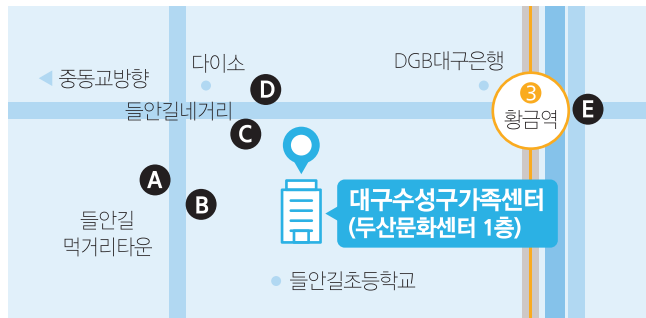 다이소
DGB대구은행
중동교방향
D
3
들안길네거리
황금역
E
C
A
B
대구수성구가족센터
(두산문화센터 1층)
들안길
먹거리타운
들안길초등학교